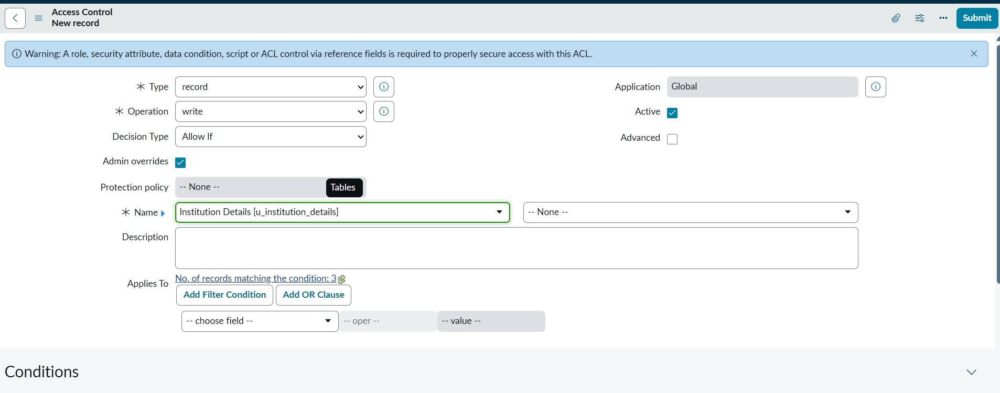 Access Control
New record
Submit
Warning: A role, security attribute, data condition, script or ACL control via reference fields is required to properly secure access with this ACL.
Type record
Application Global
Operation write
Active
Decision Type Allow If
Advanced
Admin overrides
Protection policy -- None -- Tables
Name Institution Details [u_institution_details] -- None --
Description
Applies To No. of records matching the condition: 3
Add Filter Condition Add OR Clause
-- choose field -- -- oper -- -- value --
Conditions